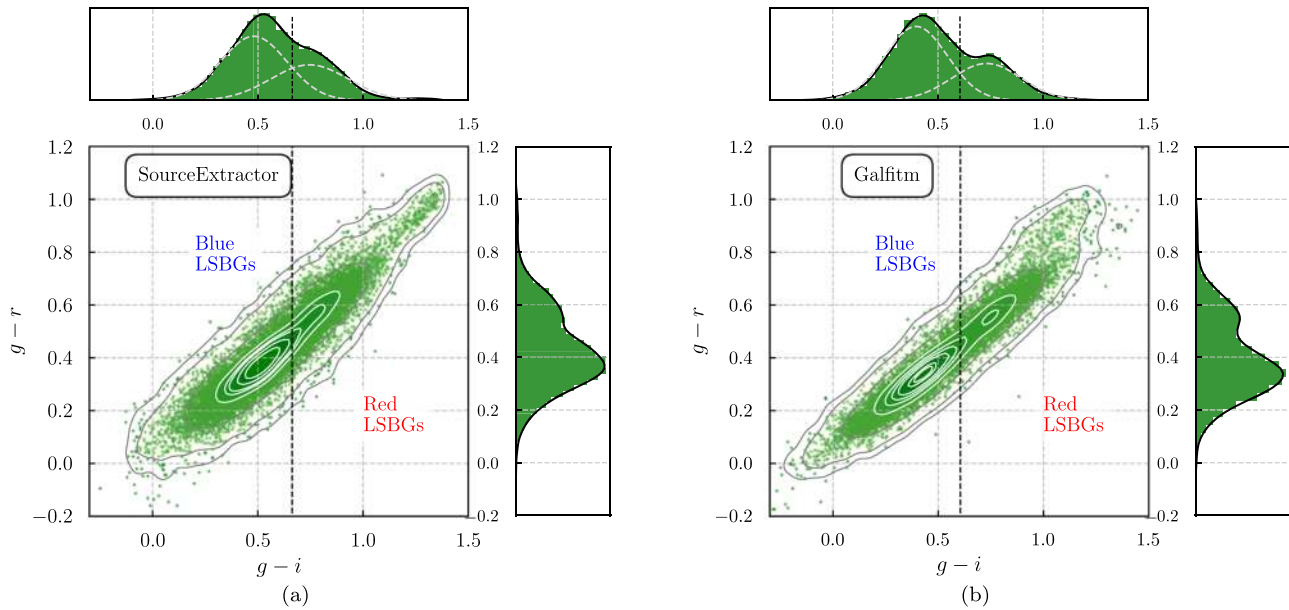 0.0 0.5 1.0 1.5
0.0 0.5 1.0 1.5
1.2 1.2
1.0 1.0
0.8 0.8
0.6 0.6
0.4 0.4
0.2 0.2
0.0 0.0
−0.2 −0.2
g − r
SourceExtractor
Blue
LSBGs
Red
LSBGs
0.0 0.5 1.0 1.5
g − i
(a)
1.2 1.2
1.0 1.0
0.8 0.8
0.6 0.6
0.4 0.4
0.2 0.2
0.0 0.0
−0.2 −0.2
g − r
Galfitm
Blue
LSBGs
Red
LSBGs
0.0 0.5 1.0 1.5
g − i
(b)